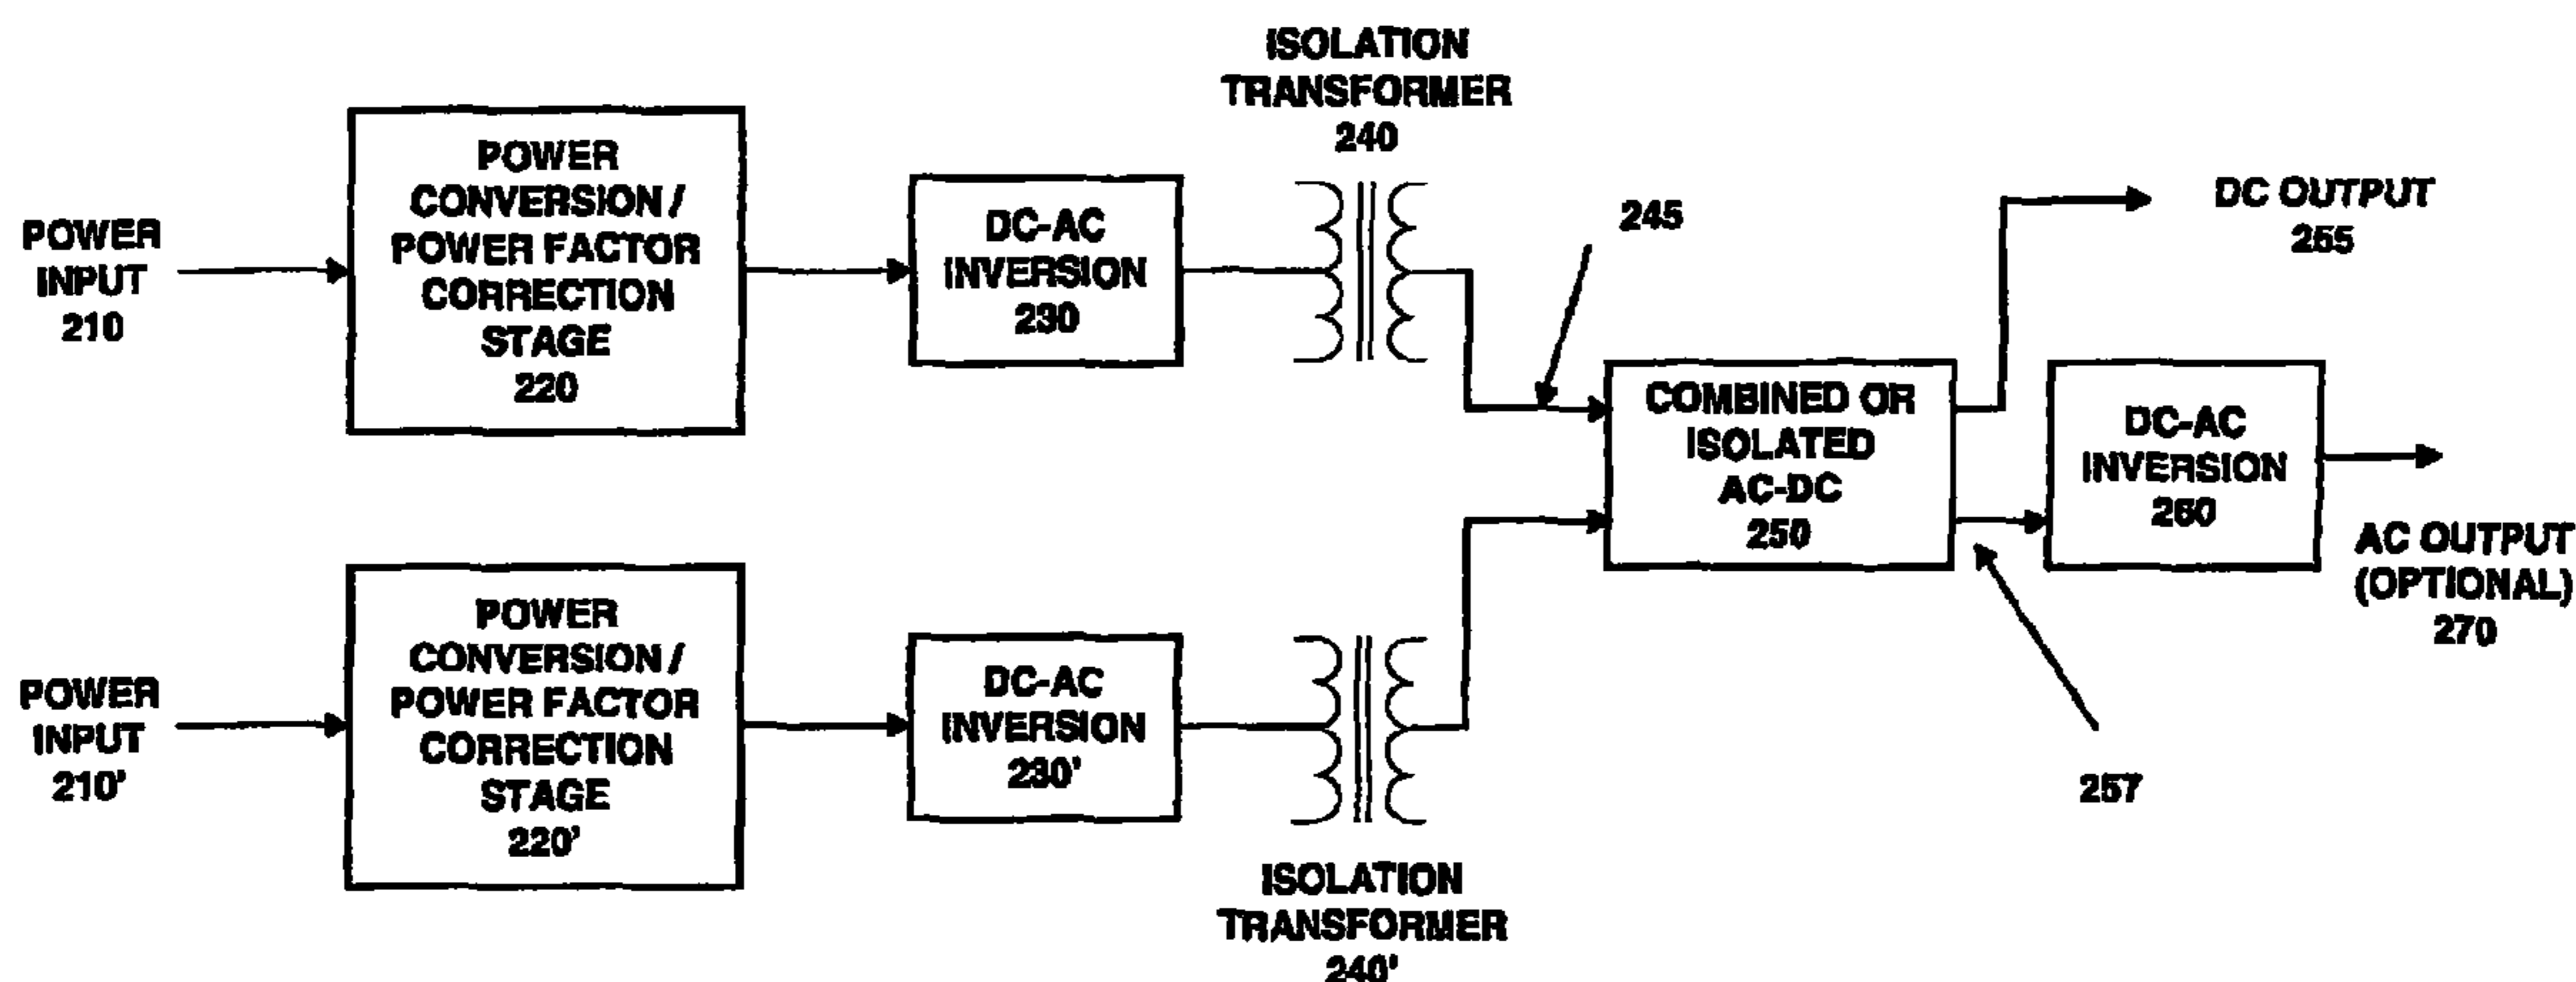 ISOLATION
TRANSFORMER
240
POWER
INPUT
210
POWER
CONVERSION /
POWER FACTOR
CORRECTION
STAGE
220
DC-AC
INVERSION
230
245
DC OUTPUT
255
COMBINED OR
ISOLATED
AC-DC
250
DC-AC
INVERSION
260
AC OUTPUT
(OPTIONAL)
270
257
POWER
INPUT
210'
POWER
CONVERSION /
POWER FACTOR
CORRECTION
STAGE
220'
DC-AC
INVERSION
230'
ISOLATION
TRANSFORMER
240'